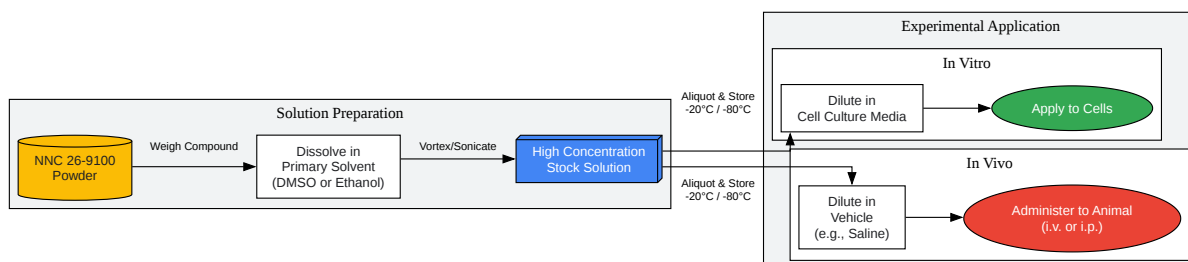 Solution Preparation
NNC 26-9100
Powder
Weigh Compound
Dissolve in
Primary Solvent
(DMSO or Ethanol)
Vortex/Sonicate
High Concentration
Stock Solution
Aliquot & Store
-20°C / -80°C
Aliquot & Store
-20°C / -80°C
Experimental Application
In Vitro
Dilute in
Cell Culture Media
Apply to Cells
In Vivo
Dilute in
Vehicle
(e.g., Saline)
Administer to Animal
(i.v. or i.p.)